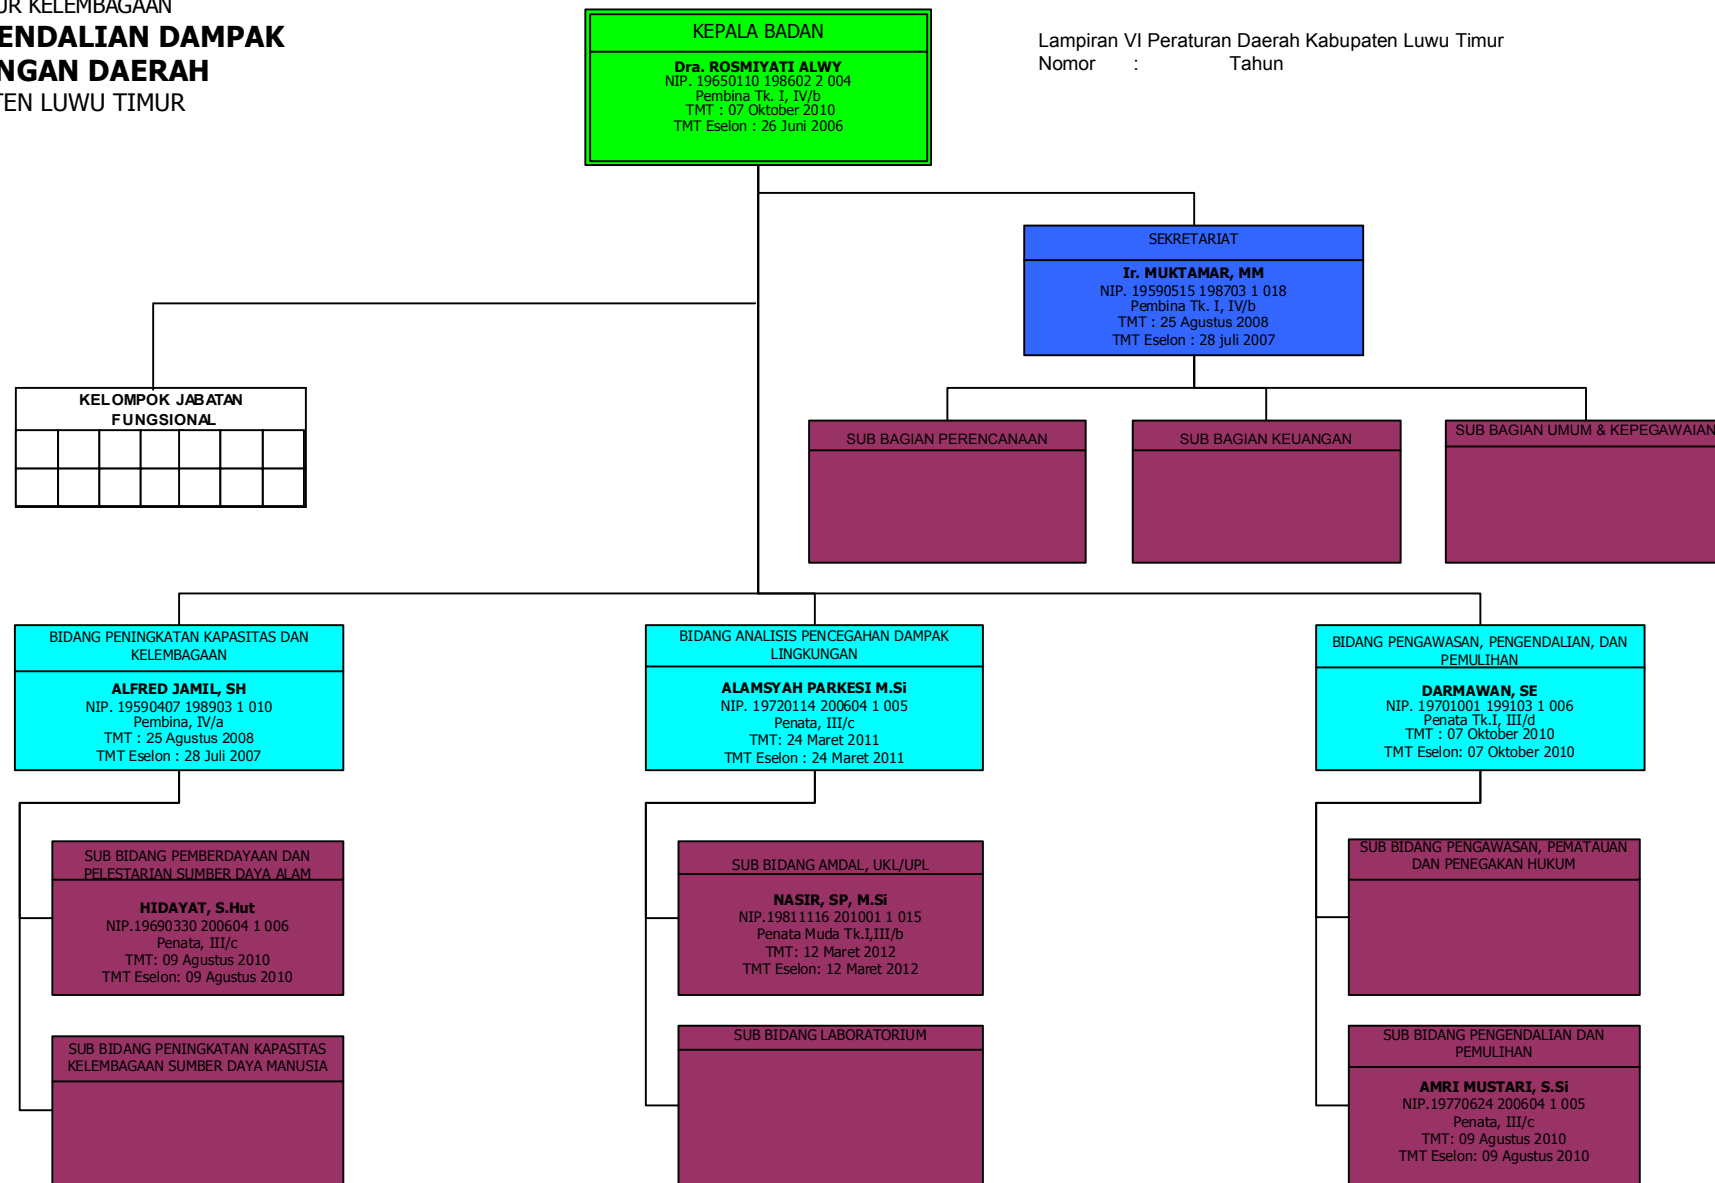 UR KELEMBAGAAN
ENDALIAN DAMPAK
NGAN DAERAH
TEN LUWU TIMUR
KEPALA BADAN
Dra. ROSMIYATI ALWY
NIP. 19650110 198602 2 004
Pembina Tk. I, IV/b
TMT : 07 Oktober 2010
TMT Eselon : 26 Juni 2006
Lampiran VI Peraturan Daerah Kabupaten Luwu Timur
Nomor : Tahun
SEKRETARIAT
Ir. MUKTAMAR, MM
NIP. 19590515 198703 1 018
Pembina Tk. I, IV/b
TMT : 25 Agustus 2008
TMT Eselon : 28 juli 2007
KELOMPOK JABATAN
FUNGSIONAL
SUB BAGIAN PERENCANAAN
SUB BAGIAN KEUANGAN
SUB BAGIAN UMUM & KEPEGAWAIAN
BIDANG PENINGKATAN KAPASITAS DAN
KELEMBAGAAN
ALFRED JAMIL, SH
NIP. 19590407 198903 1 010
Pembina, IV/a
TMT : 25 Agustus 2008
TMT Eselon : 28 Juli 2007
BIDANG ANALISIS PENCEGAHAN DAMPAK
LINGKUNGAN
ALAMSYAH PARKESI M.Si
NIP. 19720114 200604 1 005
Penata, III/c
TMT: 24 Maret 2011
TMT Eselon : 24 Maret 2011
BIDANG PENGAWASAN, PENGENDALIAN, DAN
PEMULIHAN
DARMAWAN, SE
NIP. 19701001 199103 1 006
Penata Tk.I, III/d
TMT : 07 Oktober 2010
TMT Eselon: 07 Oktober 2010
SUB BIDANG PEMBERDAYAAN DAN
PELESTARIAN SUMBER DAYA ALAM
HIDAYAT, S.Hut
NIP.19690330 200604 1 006
Penata, III/c
TMT: 09 Agustus 2010
TMT Eselon: 09 Agustus 2010
SUB BIDANG AMDAL, UKL/UPL
NASIR, SP, M.Si
NIP.19811116 201001 1 015
Penata Muda Tk.I,III/b
TMT: 12 Maret 2012
TMT Eselon: 12 Maret 2012
SUB BIDANG PENGAWASAN, PEMATAUAN
DAN PENEGAKAN HUKUM
SUB BIDANG PENINGKATAN KAPASITAS
KELEMBAGAAN SUMBER DAYA MANUSIA
SUB BIDANG LABORATORIUM
SUB BIDANG PENGENDALIAN DAN
PEMULIHAN
AMRI MUSTARI, S.Si
NIP.19770624 200604 1 005
Penata, III/c
TMT: 09 Agustus 2010
TMT Eselon: 09 Agustus 2010